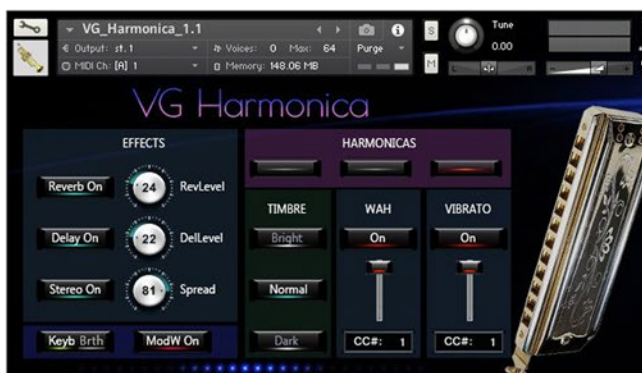 VG_Harmonica_1.1
Output: st.1 Voices: 0 Max: 64 Purge
MIDI Ch: [A] 1 Memory: 148.06 MB
S
M
Tune
0.00
L R
VG Harmonica
EFFECTS
Reverb On 24 RevLevel
Delay On 22 DelLevel
Stereo On 81 Spread
Keyb Brth ModW On
HARMONICAS
TIMBRE
Bright
Normal
Dark
WAH
On
CC#: 1
VIBRATO
On
CC#: 1